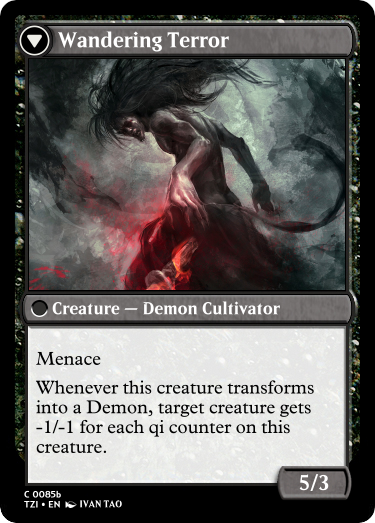 Wandering Terror
Creature — Demon Cultivator
Menace
Whenever this creature transforms
into a Demon, target creature gets
-1/-1 for each qi counter on this
creature.
5/3
C 0085b
TZI • EN IVAN TAO